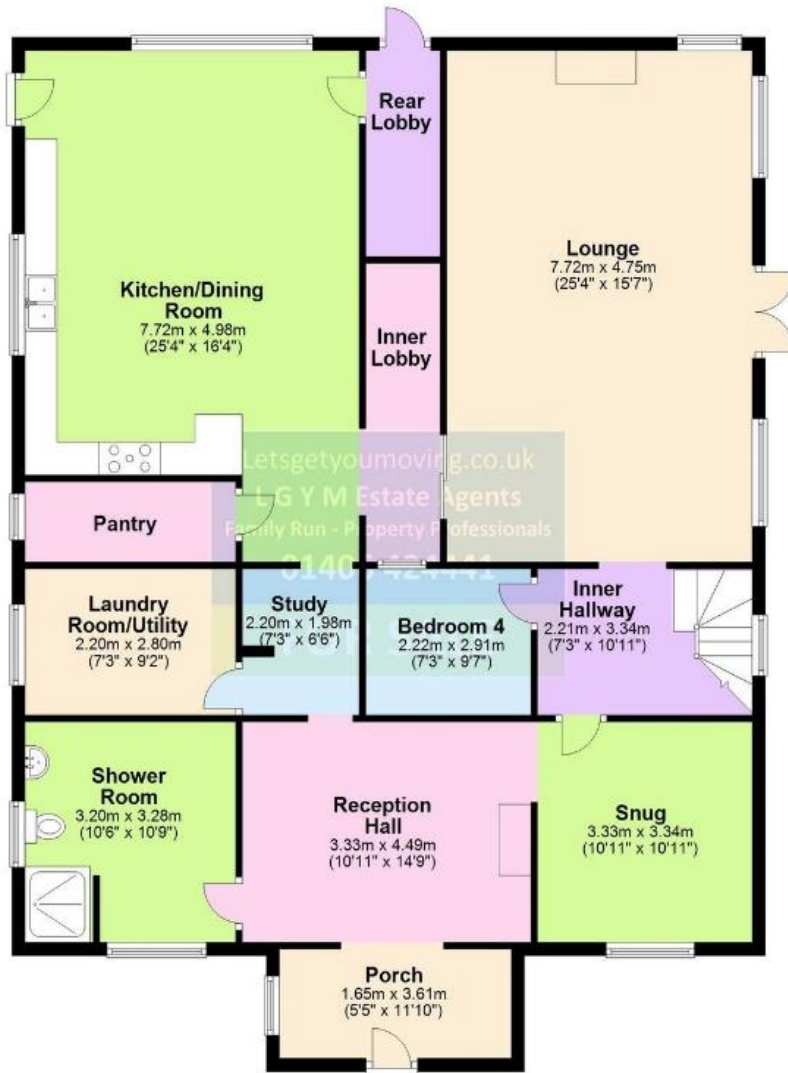 Rear
Lobby
Lounge
7.72m x 4.75m
(25'4" x 15'7")
Kitchen/Dining
Room
7.72m x 4.98m
(25'4" x 16'4")
Inner
Lobby
Letsgetyoumoving.co.uk
L G Y M Estate Agents
Family Run - Property Professionals
01406 424441
Pantry
Laundry
Room/Utility
2.20m x 2.80m
(7'3" x 9'2")
Study
2.20m x 1.98m
(7'3" x 6'6")
Bedroom 4
2.22m x 2.91m
(7'3" x 9'7")
Inner
Hallway
2.21m x 3.34m
(7'3" x 10'11")
FOR
Shower
Room
3.20m x 3.28m
(10'6" x 10'9")
Reception
Hall
3.33m x 4.49m
(10'11" x 14'9")
Snug
3.33m x 3.34m
(10'11" x 10'11")
Porch
1.65m x 3.61m
(5'5" x 11'10")